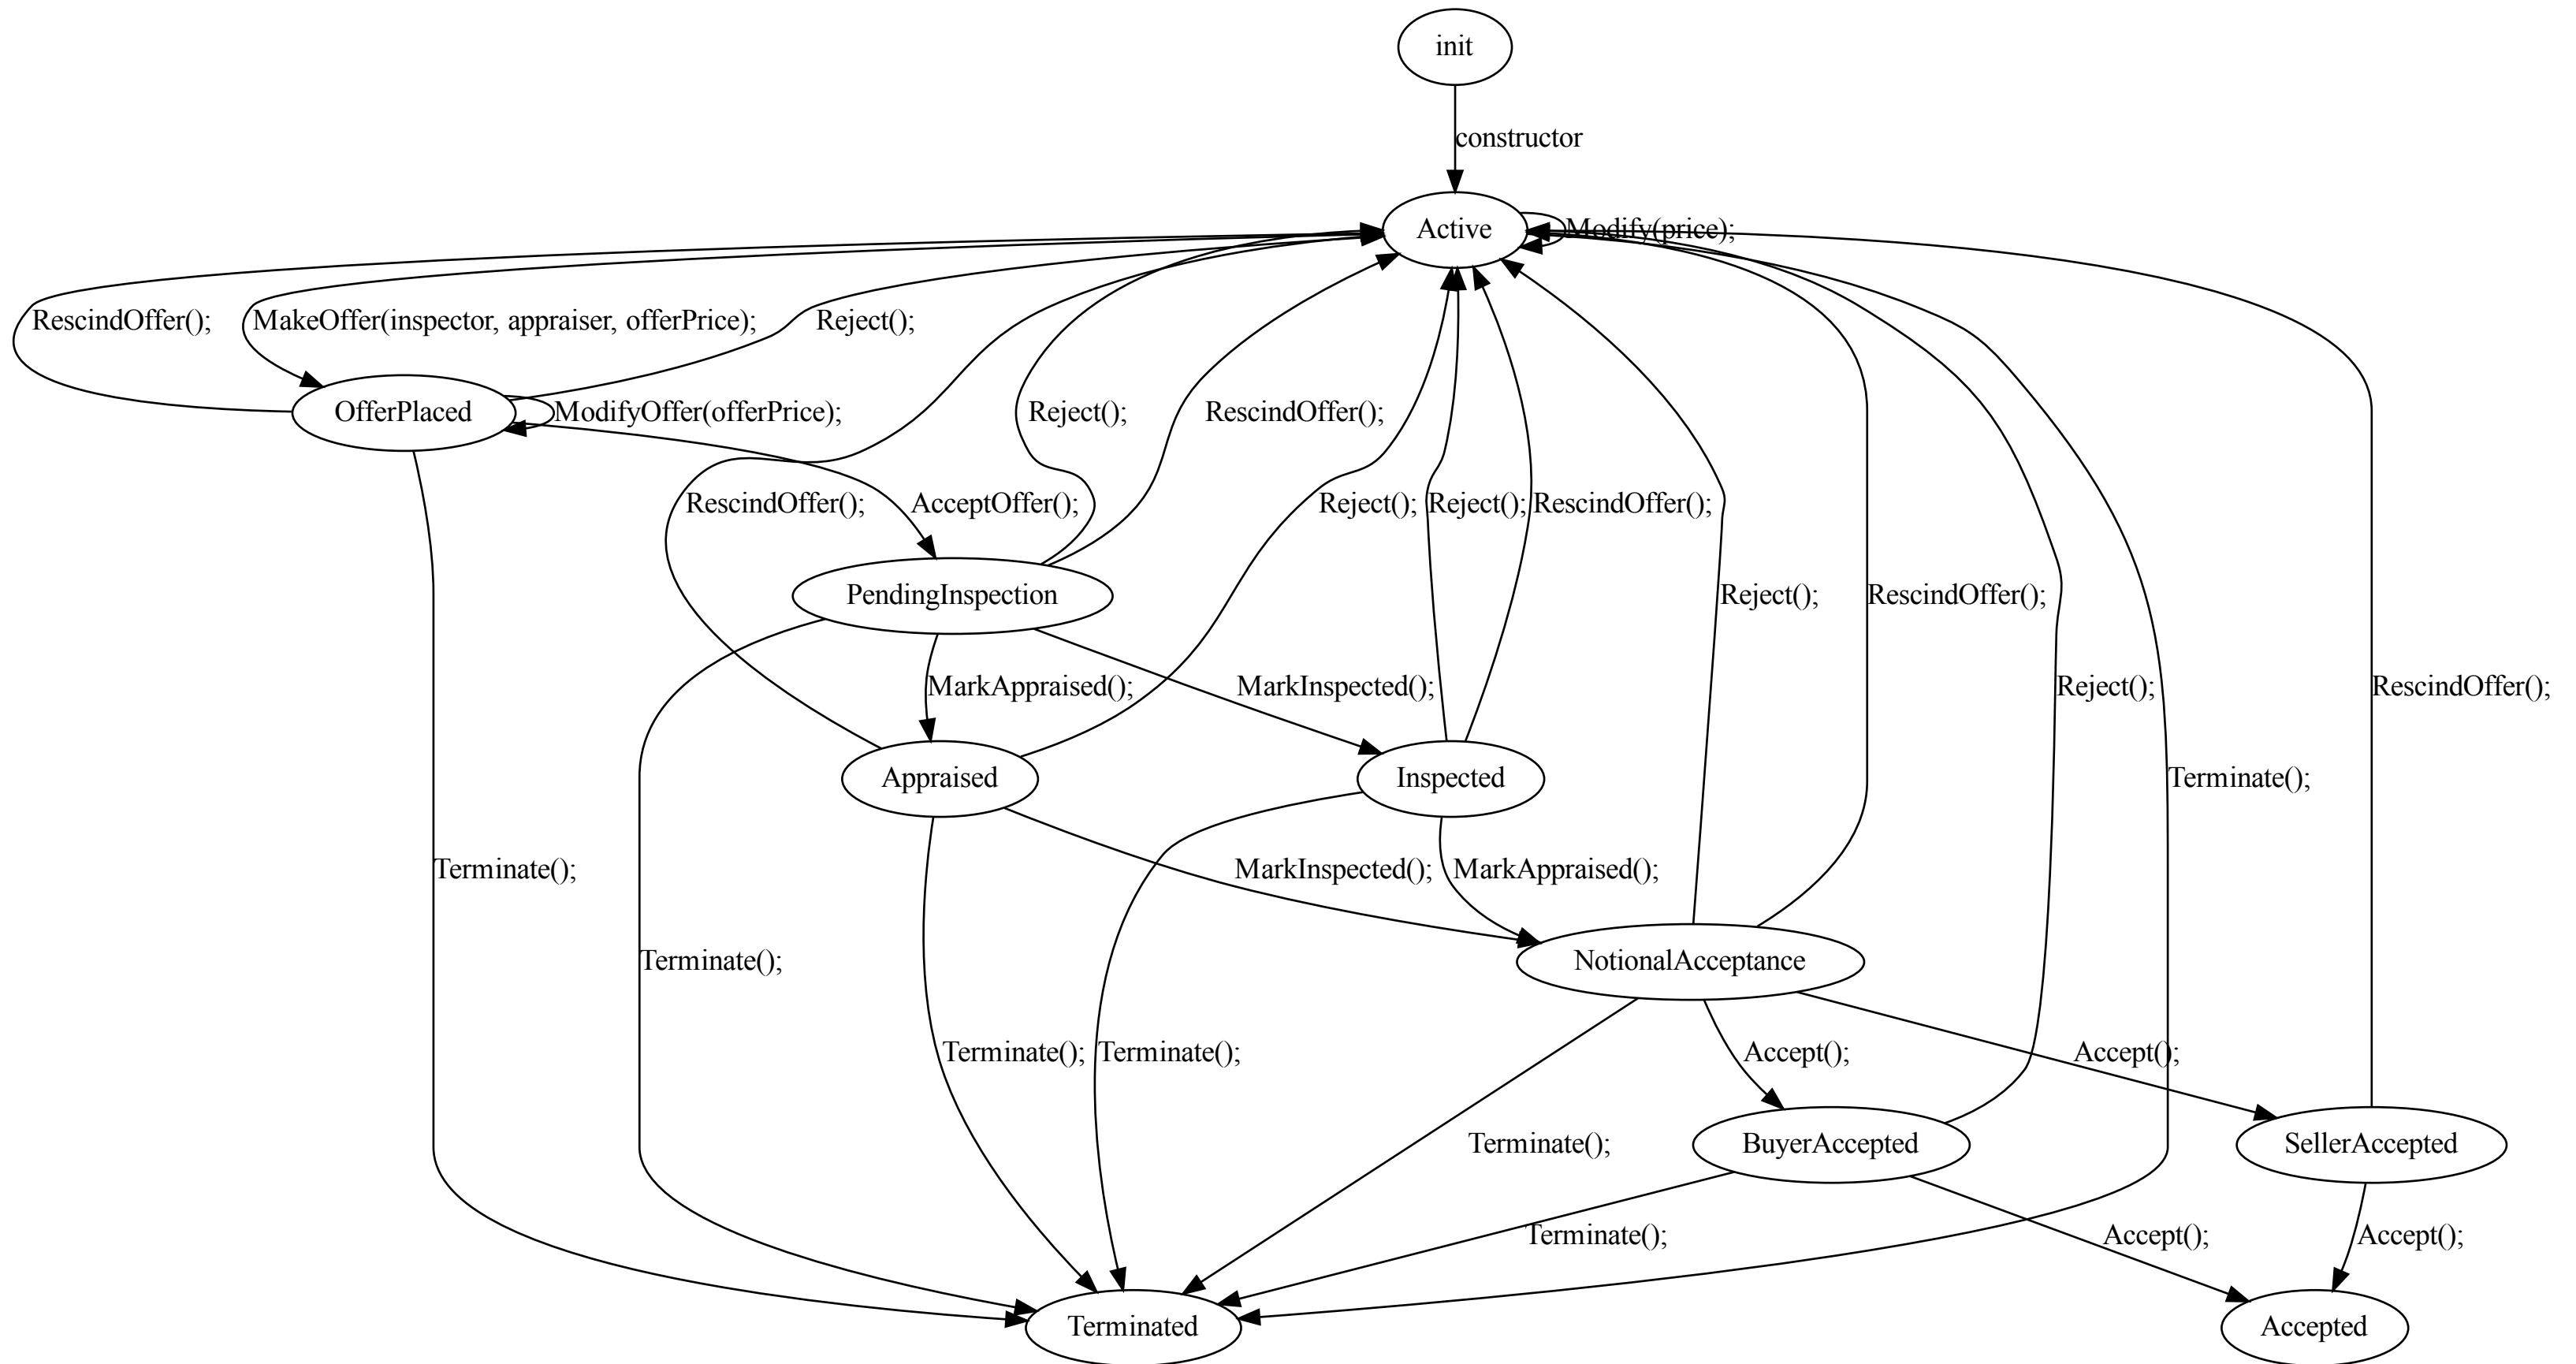 init
constructor
Active
Modify(price);
RescindOffer();
MakeOffer(inspector, appraiser, offerPrice);
Reject();
OfferPlaced
ModifyOffer(offerPrice);
Reject();
RescindOffer();
RescindOffer();
AcceptOffer();
Reject();
Reject();
RescindOffer();
PendingInspection
Reject();
RescindOffer();
MarkAppraised();
MarkInspected();
Reject();
RescindOffer();
Appraised
Inspected
Terminate();
Terminate();
MarkInspected();
MarkAppraised();
Terminate();
NotionalAcceptance
Terminate();
Terminate();
Accept();
Accept();
Terminate();
BuyerAccepted
SellerAccepted
Terminate();
Accept();
Accept();
Terminated
Accepted